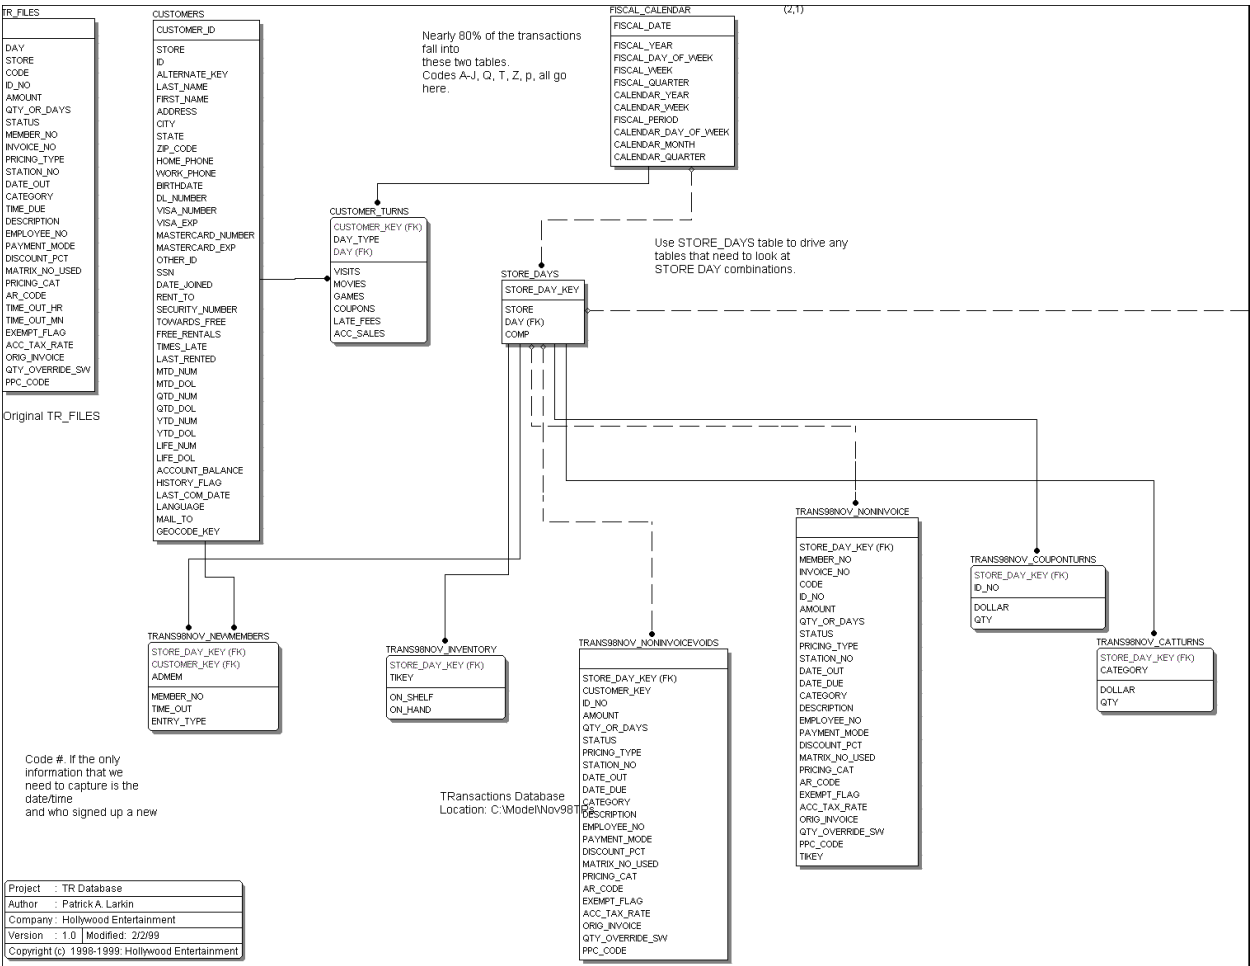 TR_FILES
DAY
STORE
CODE
ID_NO
AMOUNT
QTY_OR_DAYS
STATUS
MEMBER_NO
INVOICE_NO
PRICING_TYPE
STATION_NO
DATE_OUT
CATEGORY
TIME_DUE
DESCRIPTION
EMPLOYEE_NO
PAYMENT_MODE
DISCOUNT_PCT
MATRIX_NO_USED
PRICING_CAT
AR_CODE
TIME_OUT_HR
TIME_OUT_MN
EXEMPT_FLAG
ACC_TAX_RATE
ORIG_INVOICE
QTY_OVERRIDE_SW
PPC_CODE
Original TR_FILES
CUSTOMERS
CUSTOMER_ID
STORE
ID
ALTERNATE_KEY
LAST_NAME
FIRST_NAME
ADDRESS
CITY
STATE
ZIP_CODE
HOME_PHONE
WORK_PHONE
BIRTHDATE
DL_NUMBER
VISA_NUMBER
VISA_EXP
MASTERCARD_NUMBER
MASTERCARD_EXP
OTHER_ID
SSN
DATE_JOINED
RENT_TO
SECURITY_NUMBER
TOWARDS_FREE
FREE_RENTALS
TIMES_LATE
LAST_RENTED
MTD_NUM
MTD_DOL
QTD_NUM
QTD_DOL
YTD_NUM
YTD_DOL
LIFE_NUM
LIFE_DOL
ACCOUNT_BALANCE
HISTORY_FLAG
LAST_COM_DATE
LANGUAGE
MAIL_TO
GEOCODE_KEY
Nearly 80% of the transactions
fall into
these two tables.
Codes A-J, Q, T, Z, p, all go
here.
FISCAL_CALENDAR
FISCAL_DATE
FISCAL_YEAR
FISCAL_DAY_OF_WEEK
FISCAL_WEEK
FISCAL_QUARTER
CALENDAR_YEAR
CALENDAR_WEEK
FISCAL_PERIOD
CALENDAR_DAY_OF_WEEK
CALENDAR_MONTH
CALENDAR_QUARTER
(2,1)
CUSTOMER_TURNS
CUSTOMER_KEY (FK)
DAY_TYPE
DAY (FK)
VISITS
MOVIES
GAMES
COUPONS
LATE_FEES
ACC_SALES
Use STORE_DAYS table to drive any
tables that need to look at
STORE DAY combinations.
STORE_DAYS
STORE_DAY_KEY
STORE
DAY (FK)
COMP
TRANS98NOV_NEWMEMBERS
STORE_DAY_KEY (FK)
CUSTOMER_KEY (FK)
ADMEM
MEMBER_NO
TIME_OUT
ENTRY_TYPE
TRANS98NOV_INVENTORY
STORE_DAY_KEY (FK)
TIKEY
ON_SHELF
ON_HAND
TRANS98NOV_NONINVOICEVOIDS
STORE_DAY_KEY (FK)
CUSTOMER_KEY
ID_NO
AMOUNT
QTY_OR_DAYS
STATUS
PRICING_TYPE
STATION_NO
DATE_OUT
DATE_DUE
CATEGORY
DESCRIPTION
EMPLOYEE_NO
PAYMENT_MODE
DISCOUNT_PCT
MATRIX_NO_USED
PRICING_CAT
AR_CODE
EXEMPT_FLAG
ACC_TAX_RATE
ORIG_INVOICE
QTY_OVERRIDE_SW
PPC_CODE
TRANS98NOV_NONINVOICE
STORE_DAY_KEY (FK)
MEMBER_NO
INVOICE_NO
CODE
ID_NO
AMOUNT
QTY_OR_DAYS
STATUS
PRICING_TYPE
STATION_NO
DATE_OUT
DATE_DUE
CATEGORY
DESCRIPTION
EMPLOYEE_NO
PAYMENT_MODE
DISCOUNT_PCT
MATRIX_NO_USED
PRICING_CAT
AR_CODE
EXEMPT_FLAG
ACC_TAX_RATE
ORIG_INVOICE
QTY_OVERRIDE_SW
PPC_CODE
TIKEY
TRANS98NOV_COUPONTURNS
STORE_DAY_KEY (FK)
ID_NO
DOLLAR
QTY
TRANS98NOV_CATTURNS
STORE_DAY_KEY (FK)
CATEGORY
DOLLAR
QTY
Code #. If the only
information that we
need to capture is the
date/time
and who signed up a new
TRansactions Database
Location: C:\Model\Nov98TRs
Project : TR Database
Author : Patrick A. Larkin
Company : Hollywood Entertainment
Version : 1.0 Modified: 2/2/99
Copyright (c) 1998-1999: Hollywood Entertainment